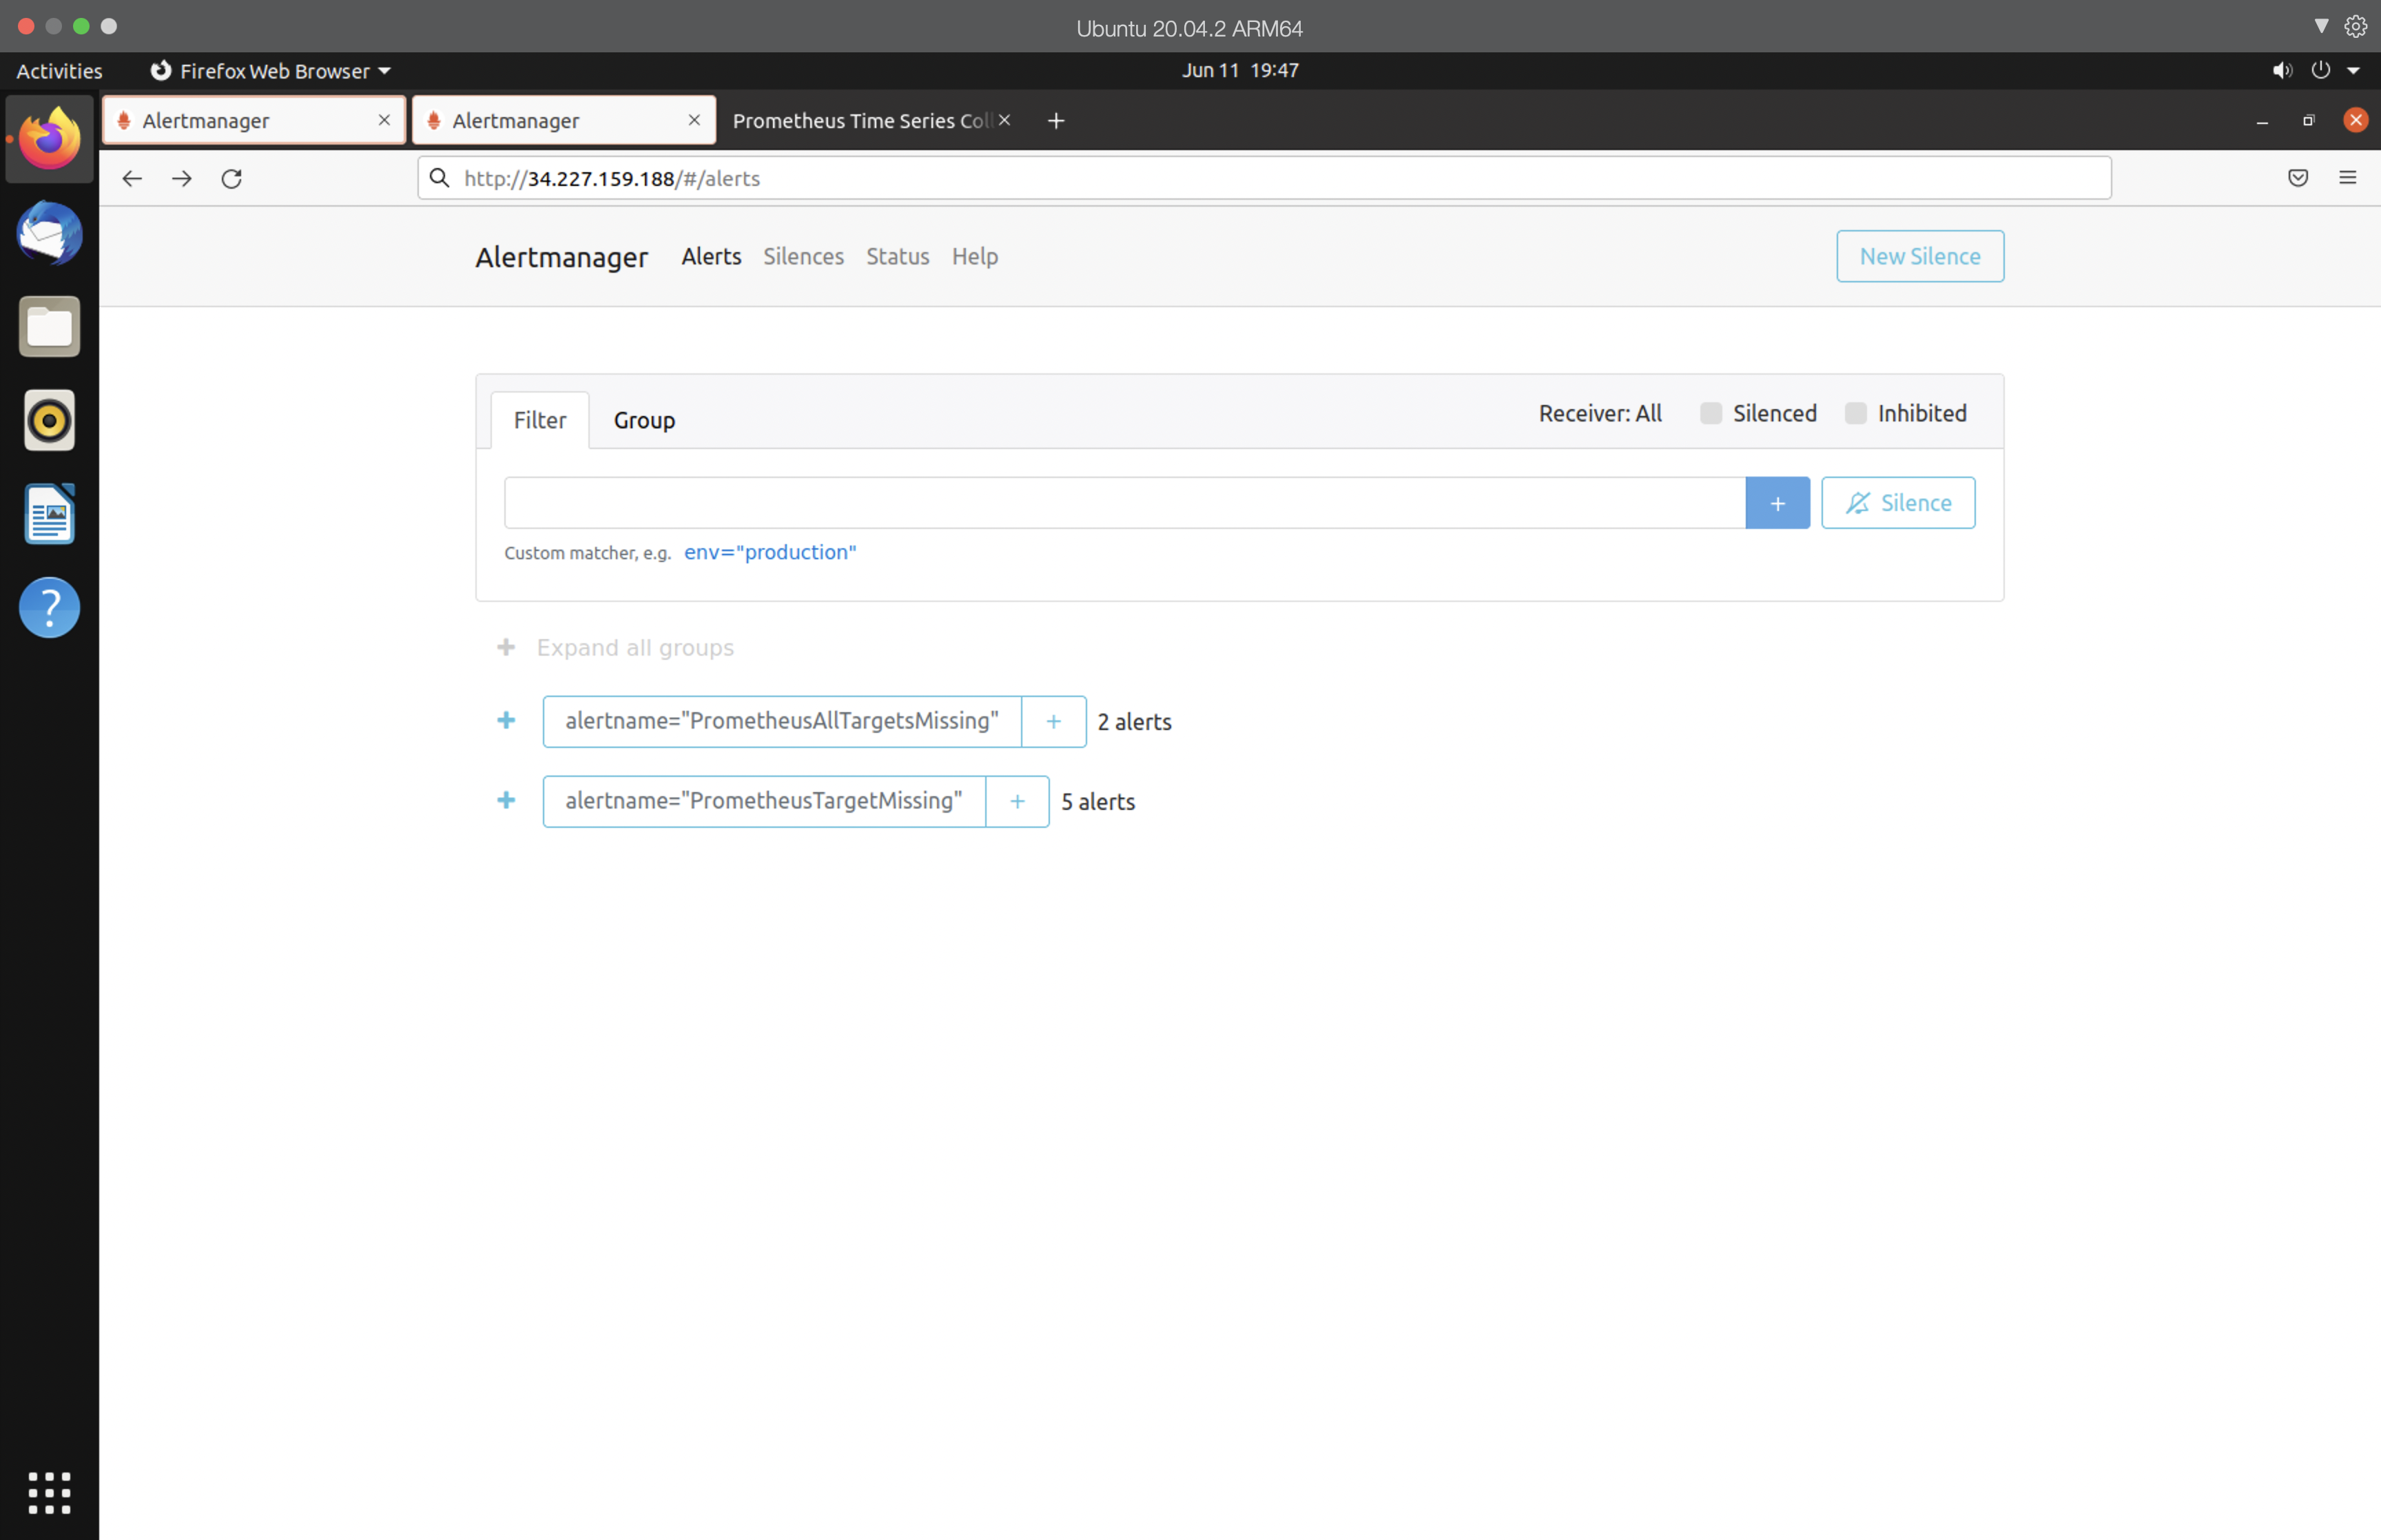 Ubuntu 20.04.2 ARM64
Activities Firefox Web Browser Jun 11 19:47
Alertmanager Alertmanager Prometheus Time Series Col
http://34.227.159.188/#/alerts
Alertmanager Alerts Silences Status Help New Silence
Filter Group Receiver: All Silenced Inhibited
+ Silence
Custom matcher, e.g. env="production"
+ Expand all groups
+ alertname="PrometheusAllTargetsMissing" + 2 alerts
+ alertname="PrometheusTargetMissing" + 5 alerts